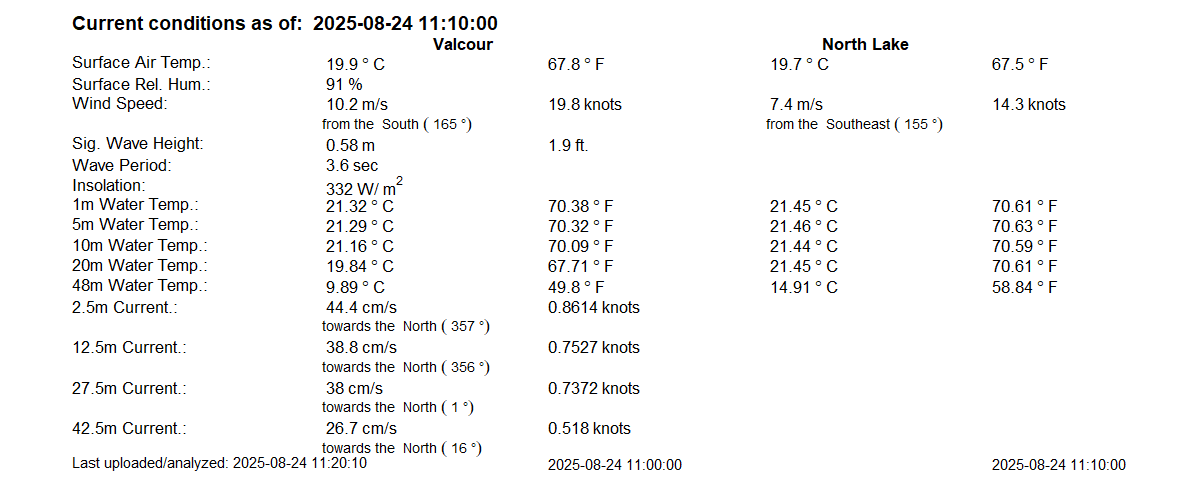 Current conditions as of: 2025-08-24 11:10:00
Valcour North Lake
Surface Air Temp.: 19.9 ° C 67.8 ° F 19.7 ° C 67.5 ° F
Surface Rel. Hum.: 91 %
Wind Speed: 10.2 m/s 19.8 knots 7.4 m/s 14.3 knots
from the South ( 165 °) from the Southeast ( 155 °)
Sig. Wave Height: 0.58 m 1.9 ft.
Wave Period: 3.6 sec
Insolation: 332 W/ m2
1m Water Temp.: 21.32 ° C 70.38 ° F 21.45 ° C 70.61 ° F
5m Water Temp.: 21.29 ° C 70.32 ° F 21.46 ° C 70.63 ° F
10m Water Temp.: 21.16 ° C 70.09 ° F 21.44 ° C 70.59 ° F
20m Water Temp.: 19.84 ° C 67.71 ° F 21.45 ° C 70.61 ° F
48m Water Temp.: 9.89 ° C 49.8 ° F 14.91 ° C 58.84 ° F
2.5m Current.: 44.4 cm/s 0.8614 knots
towards the North ( 357 °)
12.5m Current.: 38.8 cm/s 0.7527 knots
towards the North ( 356 °)
27.5m Current.: 38 cm/s 0.7372 knots
towards the North ( 1 °)
42.5m Current.: 26.7 cm/s 0.518 knots
towards the North ( 16 °)
Last uploaded/analyzed: 2025-08-24 11:20:10 2025-08-24 11:00:00 2025-08-24 11:10:00